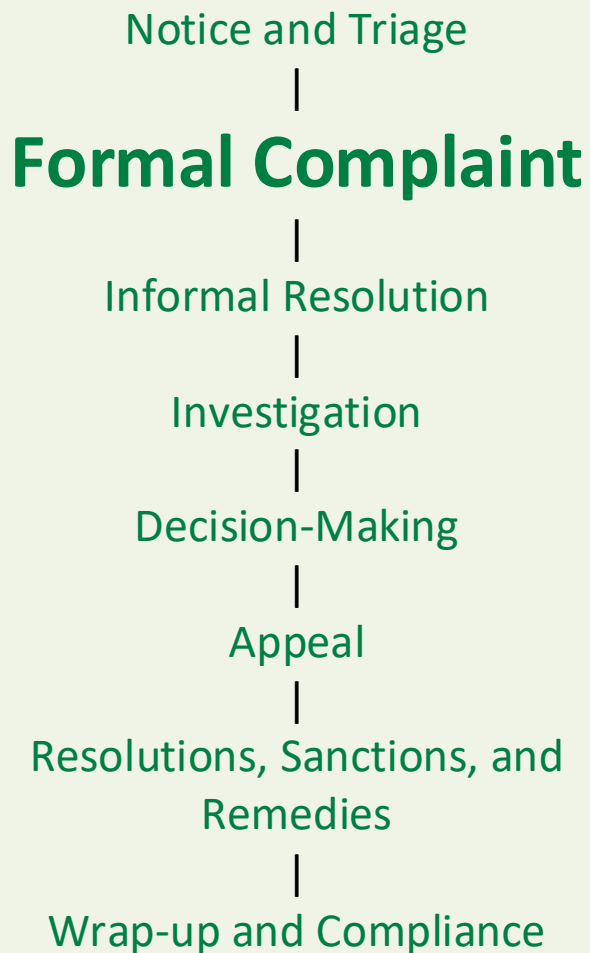 Notice and Triage
Formal Complaint
Informal Resolution
Investigation
Decision-Making
Appeal
Resolutions, Sanctions, and
Remedies
Wrap-up and Compliance